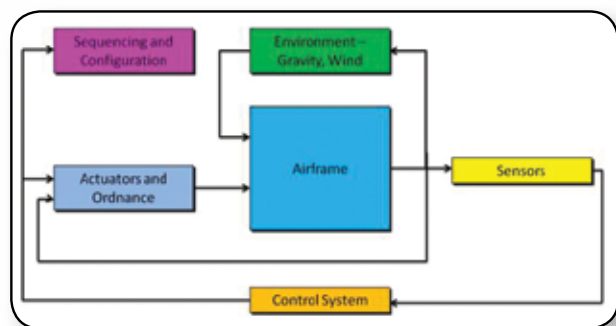 Sequencing and
Configuration
Environment –
Gravity, Wind
Actuators and
Ordnance
Airframe
Sensors
Control System